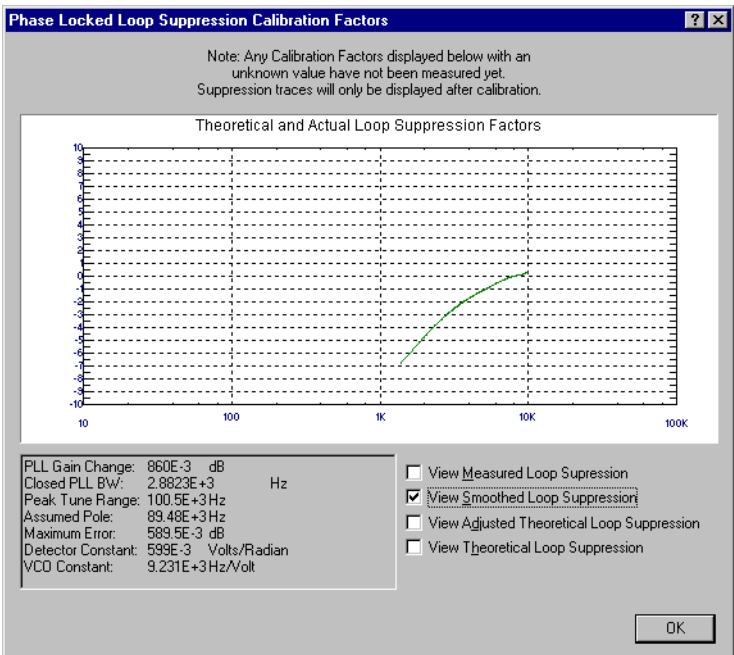 Phase Locked Loop Suppression Calibration Factors
Note: Any Calibration Factors displayed below with an
unknown value have not been measured yet.
Suppression traces will only be displayed after calibration.
Theoretical and Actual Loop Suppression Factors
10
9
8
7
6
5
4
3
2
1
0
-1
-2
-3
-4
-5
-6
-7
-8
-9
-10
10
100
1K
10K
100K
PLL Gain Change: 860E-3 dB
Closed PLL BW: 2.8823E+3 Hz
Peak Tune Range: 100.5E+3 Hz
Assumed Pole: 89.48E+3 Hz
Maximum Error: 589.5E-3 dB
Detector Constant: 599E-3 Volts/Radian
VCO Constant: 9.231E+3 Hz/Volt
View Measured Loop Supression
View Smoothed Loop Suppression
View Adjusted Theoretical Loop Suppression
View Theoretical Loop Suppression
OK